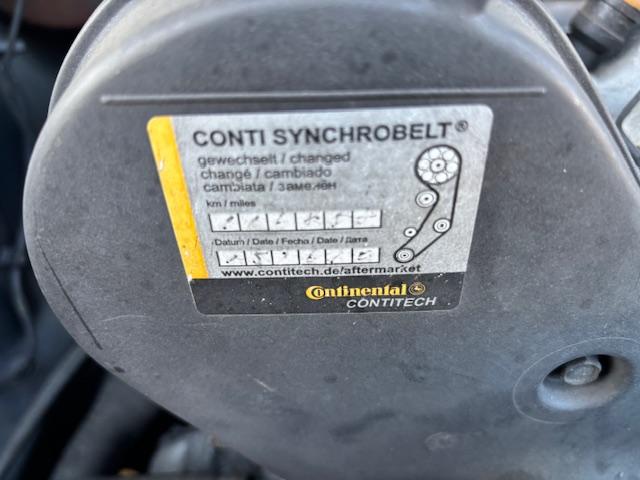 CONTI SYNCHROBELT®
gewechselt / changed
changé / cambiado
cambiata / заменён
km / miles
Datum / Date / Fecha / Date / Дата
www.contitech.de/aftermarket
Continental
CONTITECH